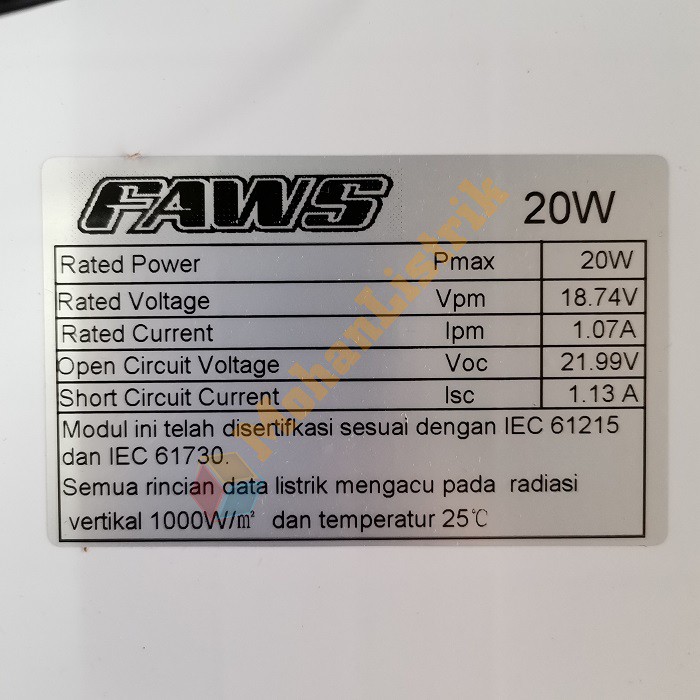 FAWS 20W
Rated Power Pmax 20W
Rated Voltage Vpm 18.74V
Rated Current Ipm 1.07A
Open Circuit Voltage Voc 21.99V
Short Circuit Current Isc 1.13 A
Modul ini telah disertifkasi sesuai dengan IEC 61215
dan IEC 61730.
Semua rincian data listrik mengacu pada radiasi
vertikal 1000W/㎡ dan temperatur 25℃
MohanListrik